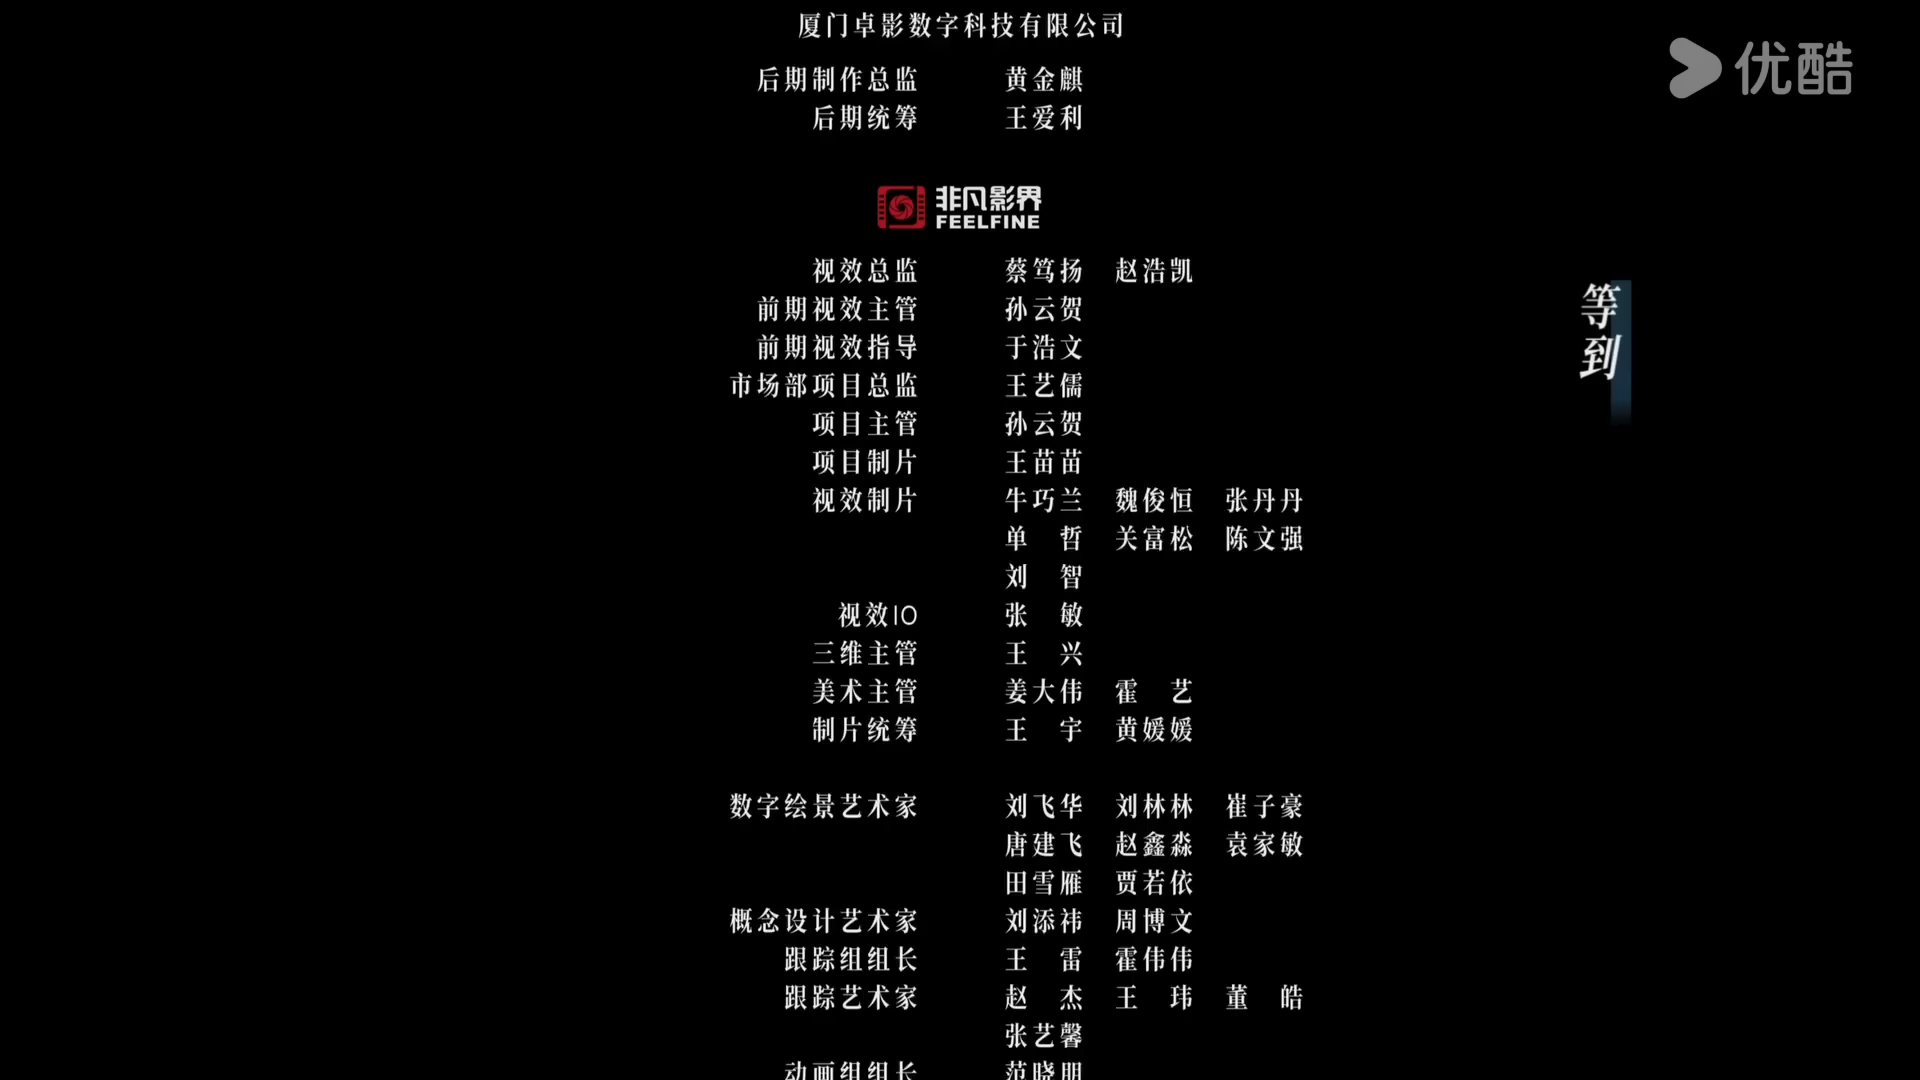 厦门卓影数字科技有限公司
优酷
后期制作总监 黄金麒
后期统筹 王爱利
非凡影界
FEELFINE
视效总监 蔡笃扬 赵浩凯
前期视效主管 孙云贺
前期视效指导 于浩文
市场部项目总监 王艺儒
项目主管 孙云贺
项目制片 王苗苗
视效制片 牛巧兰 魏俊恒 张丹丹
单 哲 关富松 陈文强
刘 智
视效IO 张 敏
三维主管 王 兴
美术主管 姜大伟 霍 艺
制片统筹 王 宇 黄媛媛
数字绘景艺术家 刘飞华 刘林林 崔子豪
唐建飞 赵鑫淼 袁家敏
田雪雁 贾若依
概念设计艺术家 刘添祎 周博文
跟踪组组长 王 雷 霍伟伟
跟踪艺术家 赵 杰 王 玮 董 皓
张艺馨
动画组组长 范晓朋
等到